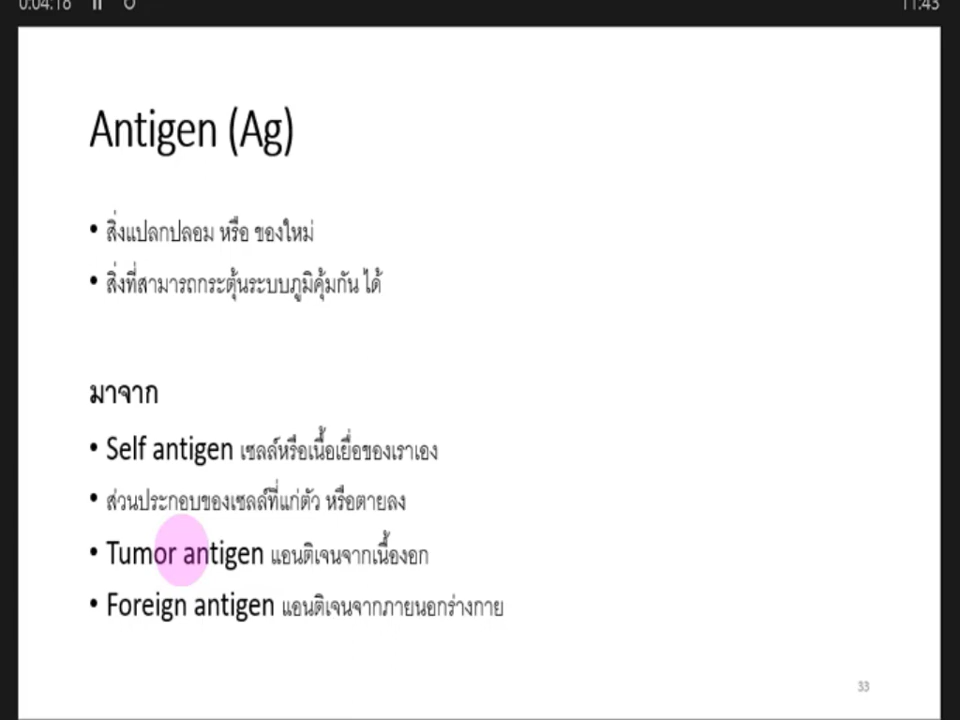 0:04:18
11:43
Antigen (Ag)
• สิ่งแปลกปลอม หรือ ของใหม่
• สิ่งที่สามารถกระตุ้นระบบภูมิคุ้มกัน ได้
มาจาก
• Self antigen เซลล์หรือเนื้อเยื่อของเราเอง
• ส่วนประกอบของเซลล์ที่แก่ตัว หรือตายลง
• Tumor antigen แอนติเจนจากเนื้องอก
• Foreign antigen แอนติเจนจากภายนอกร่างกาย
33